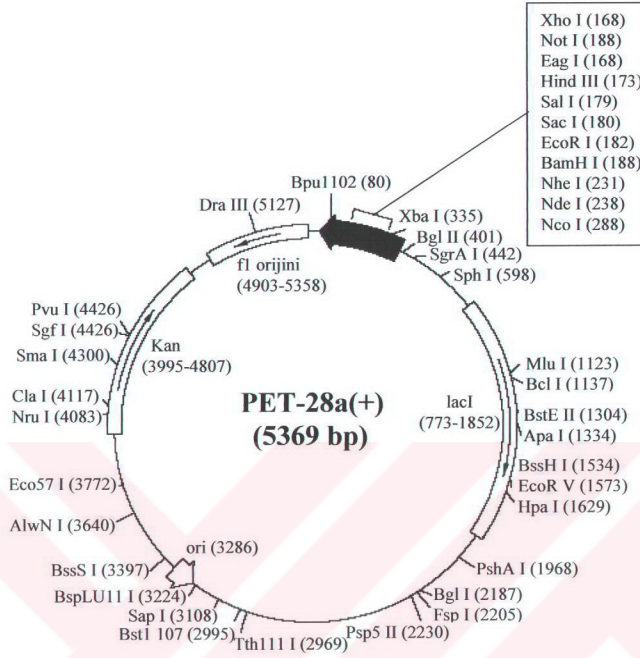 Xho I (168)
Not I (188)
Eag I (168)
Hind III (173)
Sal I (179)
Sac I (180)
EcoR I (182)
BamH I (188)
Nhe I (231)
Nde I (238)
Nco I (288)
Bpu1102 (80)
Dra III (5127)
Xba I (335)
Bgl II (401)
SgrA I (442)
Sph I (598)
f1 orijini
(4903-5358)
Pvu I (4426)
Sgf I (4426)
Sma I (4300)
Kan
(3995-4807)
Cla I (4117)
Nru I (4083)
PET-28a(+)
(5369 bp)
lacI
(773-1852)
Mlu I (1123)
Bcl I (1137)
BstE II (1304)
Apa I (1334)
BssH I (1534)
EcoR V (1573)
Hpa I (1629)
Eco57 I (3772)
AlwN I (3640)
ori (3286)
BssS I (3397)
BspLU11 I (3224)
Sap I (3108)
Bst1 107 (2995)
Tth111 I (2969)
PshA I (1968)
Bgl I (2187)
Fsp I (2205)
Psp5 II (2230)